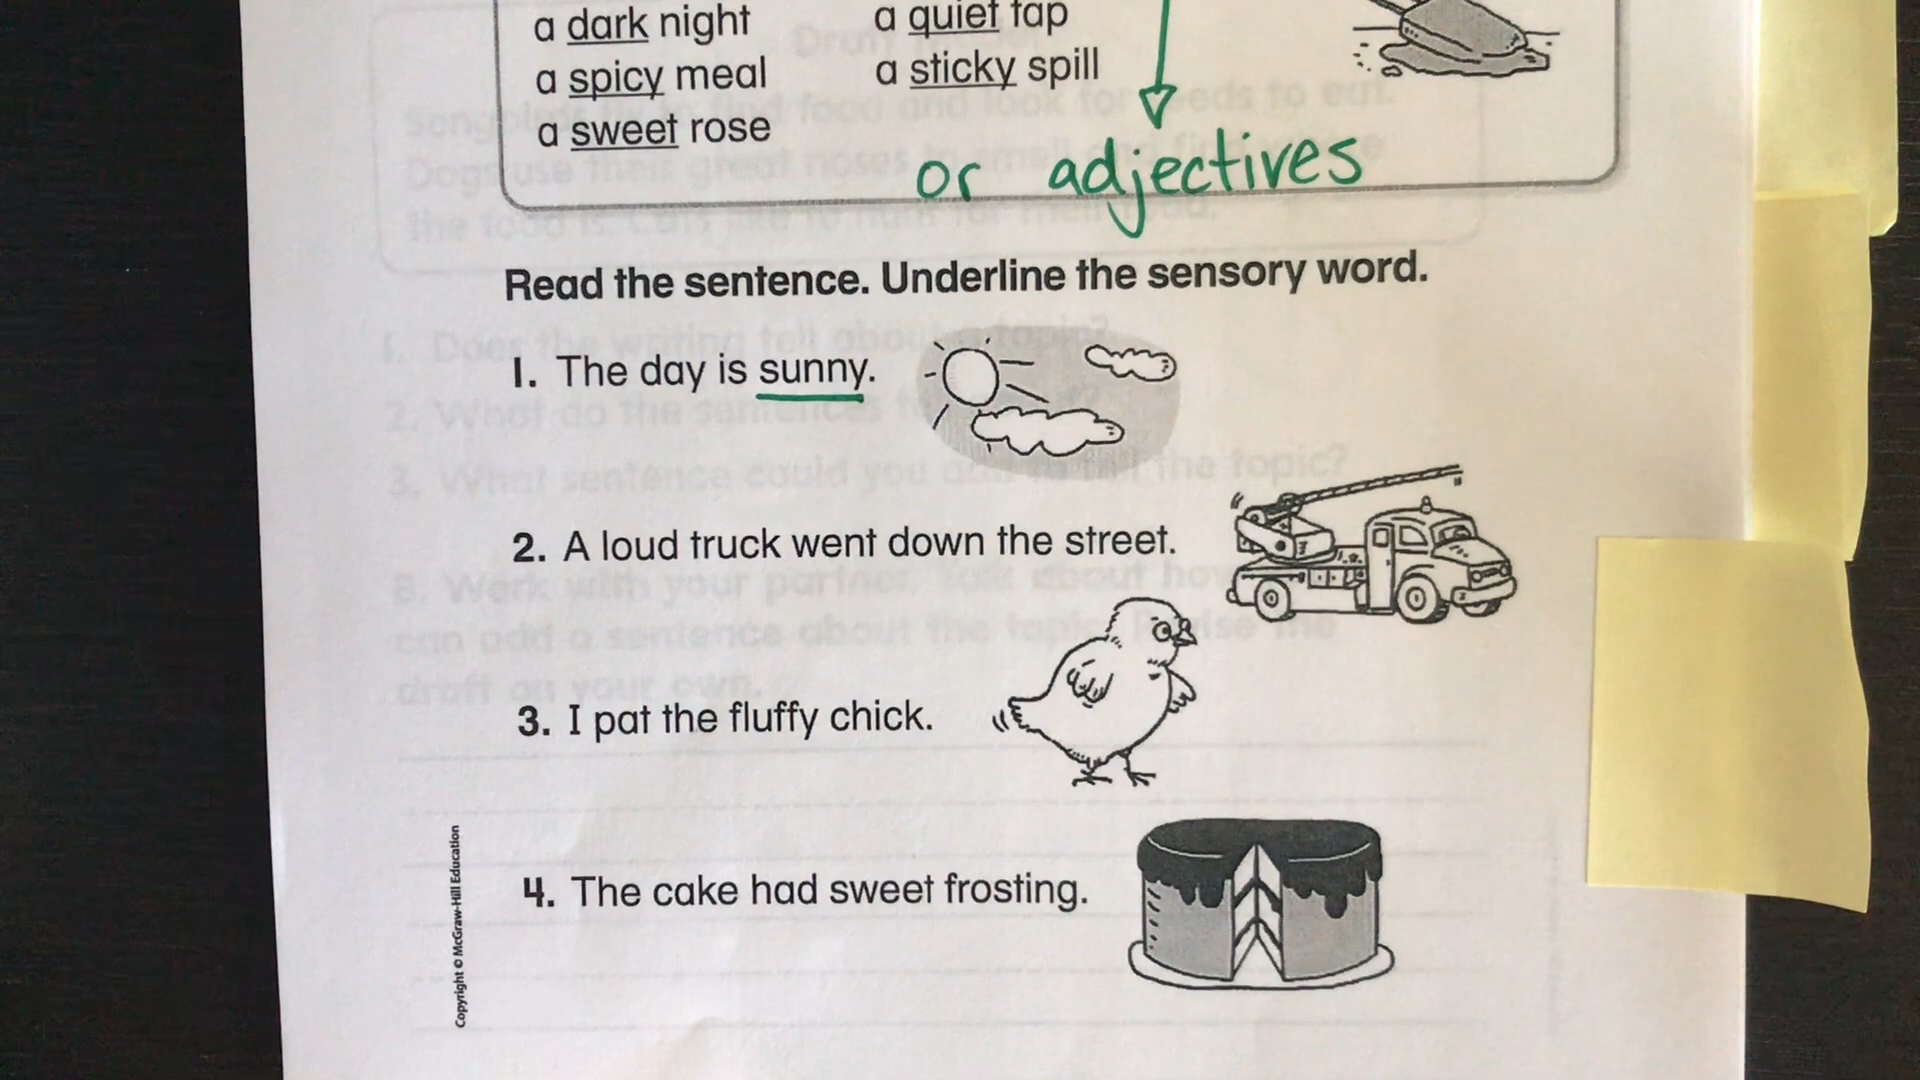 a dark night
a quiet tap
a spicy meal
a sticky spill
a sweet rose
or adjectives
Read the sentence. Underline the sensory word.
1. The day is sunny.
2. A loud truck went down the street.
3. I pat the fluffy chick.
4. The cake had sweet frosting.
Copyright © McGraw-Hill Education